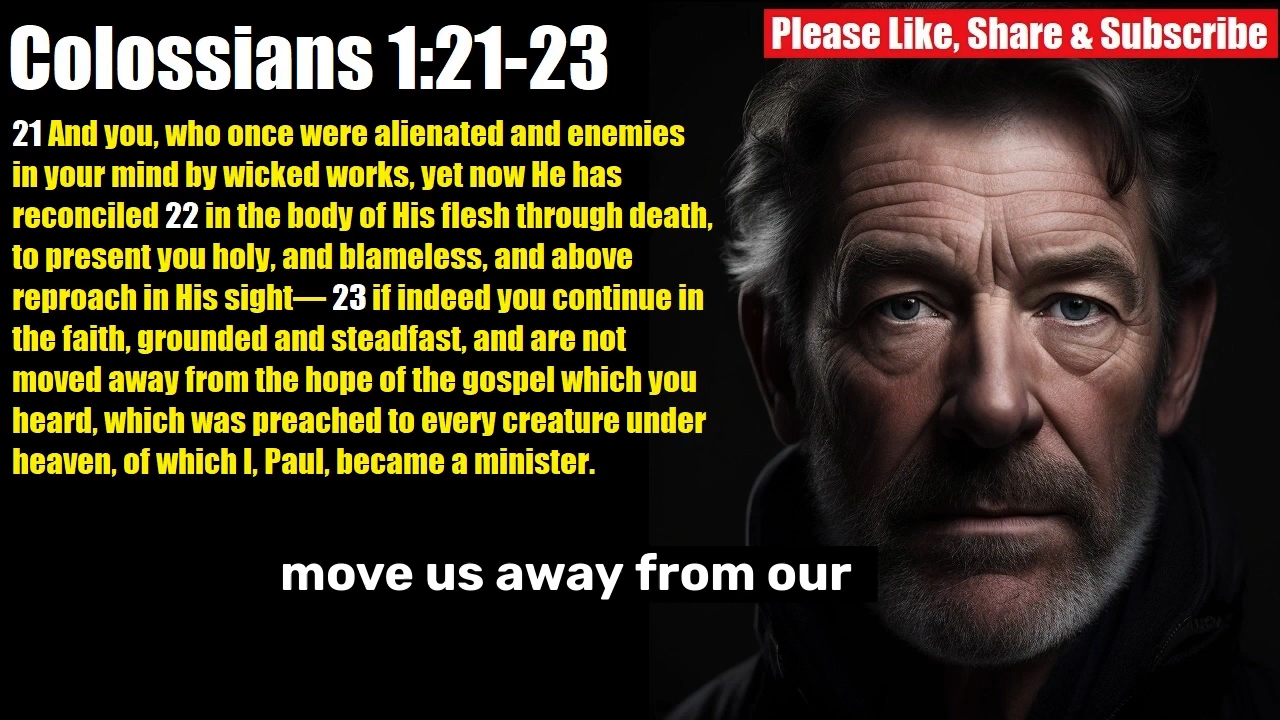 Colossians 1:21-23
Please Like, Share & Subscribe
21 And you, who once were alienated and enemies
in your mind by wicked works, yet now He has
reconciled 22 in the body of His flesh through death,
to present you holy, and blameless, and above
reproach in His sight— 23 if indeed you continue in
the faith, grounded and steadfast, and are not
moved away from the hope of the gospel which you
heard, which was preached to every creature under
heaven, of which I, Paul, became a minister.
move us away from our